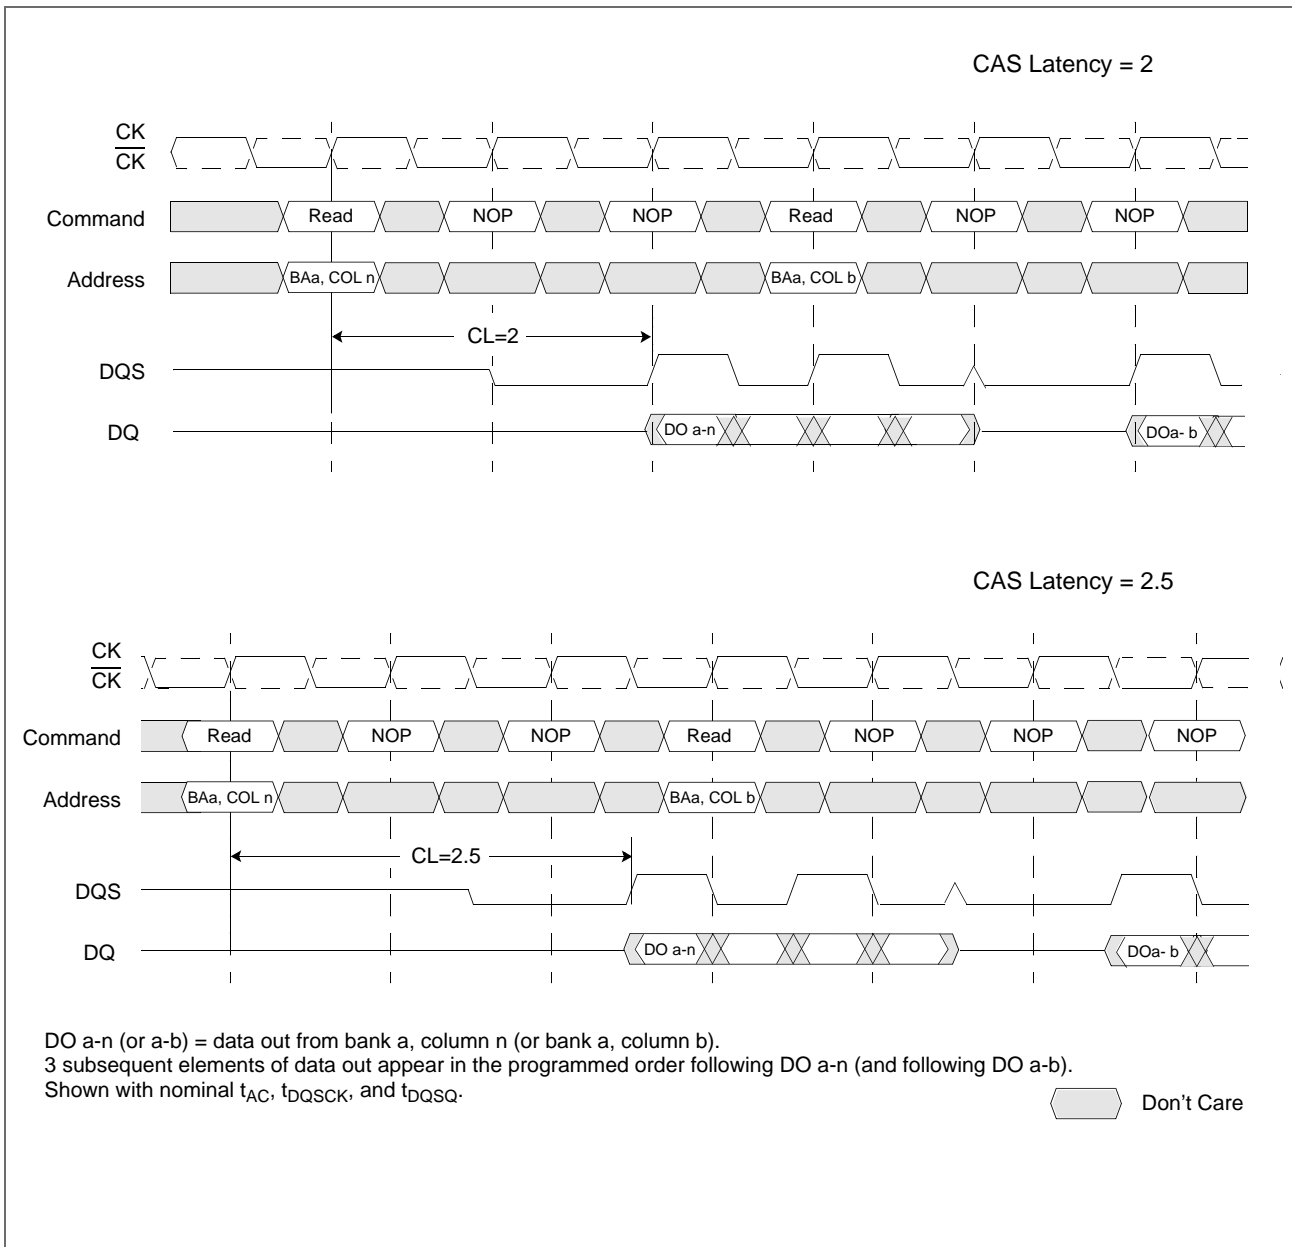 CAS Latency = 2
CK
CK
Command
Read
NOP
NOP
Read
NOP
NOP
Address
BAa, COL n
BAa, COL b
CL=2
DQS
DQ
DO a-n
DOa- b
CAS Latency = 2.5
CK
CK
Command
Read
NOP
NOP
Read
NOP
NOP
NOP
Address
BAa, COL n
BAa, COL b
CL=2.5
DQS
DQ
DO a-n
DOa- b
DO a-n (or a-b) = data out from bank a, column n (or bank a, column b).
3 subsequent elements of data out appear in the programmed order following DO a-n (and following DO a-b).
Shown with nominal tAC, tDQSCK, and tDQSQ.
Don't Care